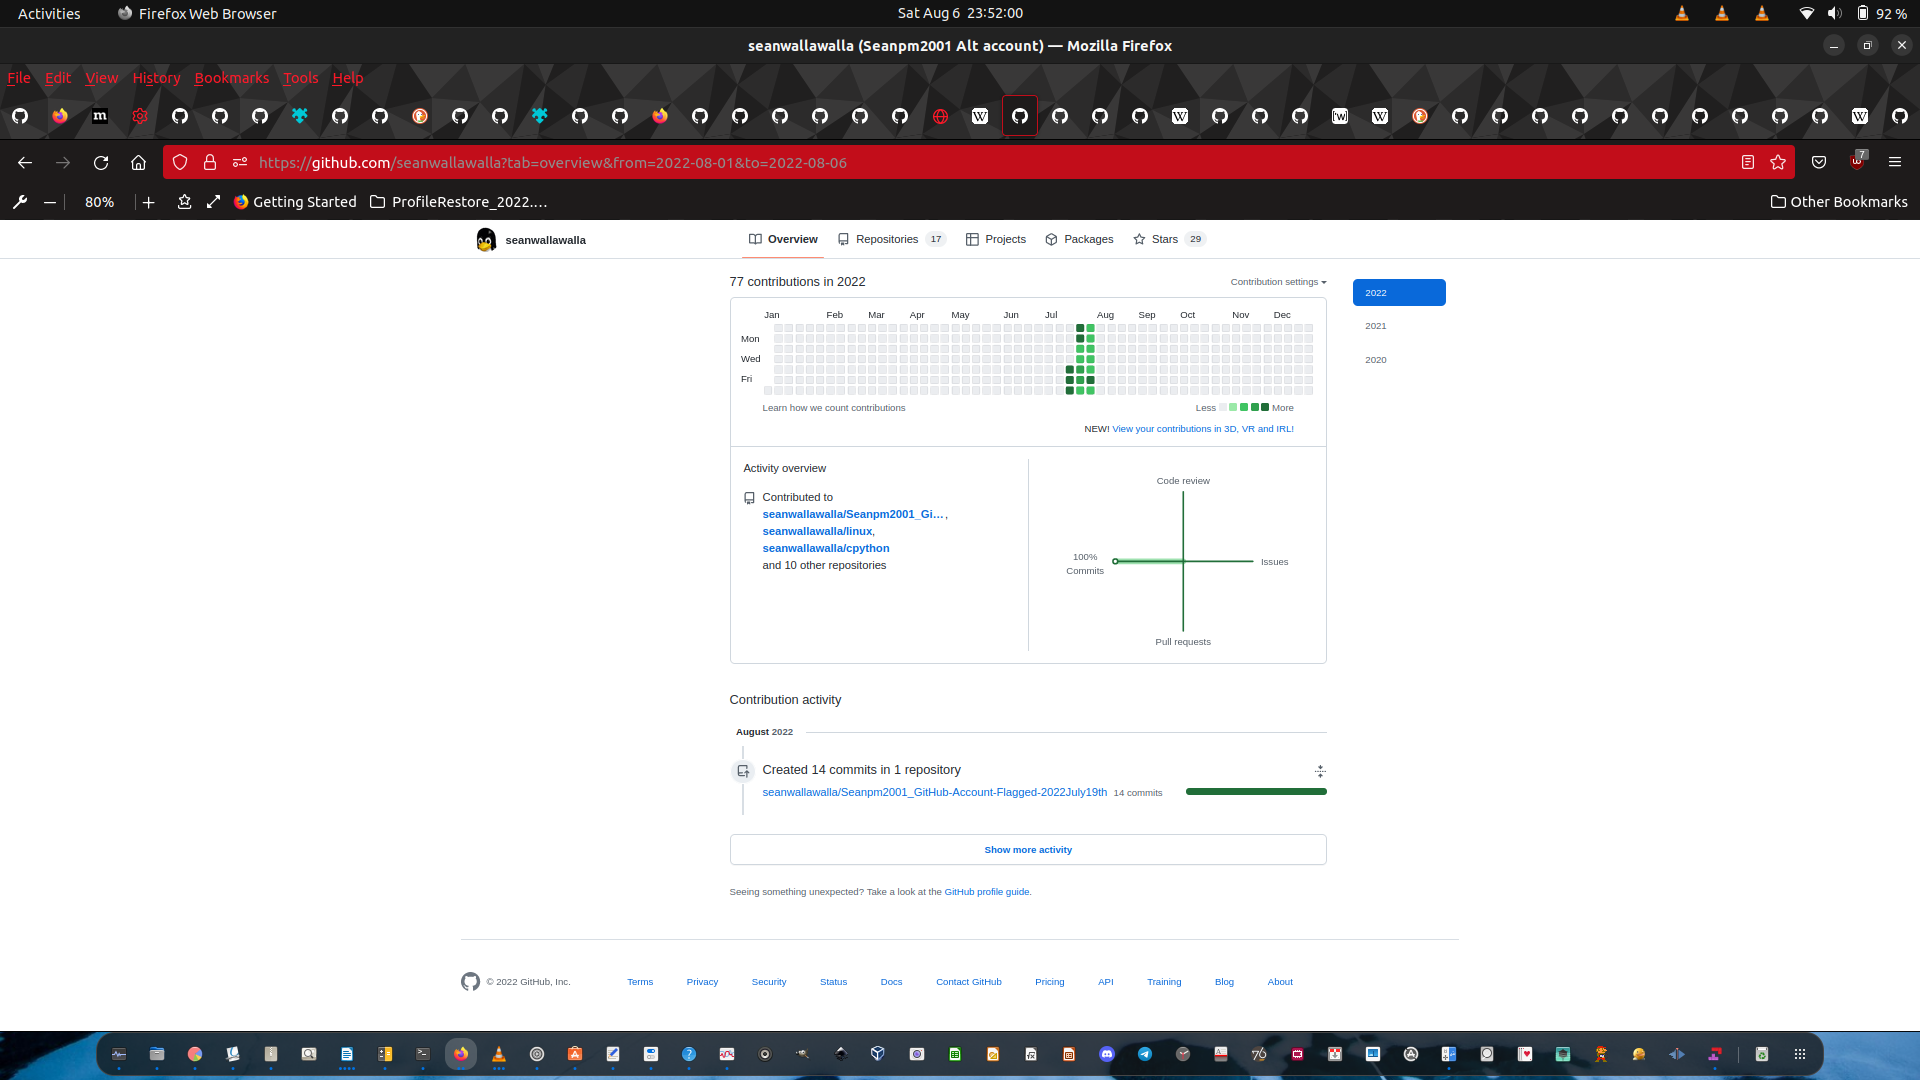 Activities
Firefox Web Browser
Sat Aug 6 23:52:00
92 %
seanwallawalla (Seanpm2001 Alt account) — Mozilla Firefox
File Edit View History Bookmarks Tools Help
https://github.com/seanwallawalla?tab=overview&from=2022-08-01&to=2022-08-06
7
80%
Getting Started
ProfileRestore_2022....
Other Bookmarks
seanwallawalla
Overview
Repositories 17
Projects
Packages
Stars 29
77 contributions in 2022
Contribution settings
2022
2021
2020
Jan Feb Mar Apr May Jun Jul Aug Sep Oct Nov Dec
Mon
Wed
Fri
Learn how we count contributions
Less More
NEW! View your contributions in 3D, VR and IRL!
Activity overview
Contributed to
seanwallawalla/Seanpm2001_Gi…,
seanwallawalla/linux,
seanwallawalla/cpython
and 10 other repositories
Code review
100%
Commits
Issues
Pull requests
Contribution activity
August 2022
Created 14 commits in 1 repository
seanwallawalla/Seanpm2001_GitHub-Account-Flagged-2022July19th 14 commits
Show more activity
Seeing something unexpected? Take a look at the GitHub profile guide.
© 2022 GitHub, Inc.
Terms Privacy Security Status Docs Contact GitHub Pricing API Training Blog About